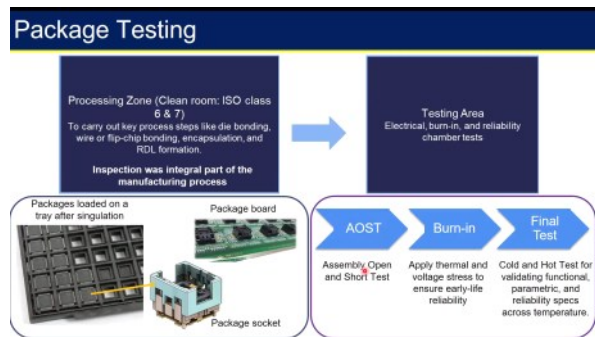 Package Testing
Processing Zone (Clean room: ISO class
6 & 7)
To carry out key process steps like die bonding,
wire or flip-chip bonding, encapsulation, and
RDL formation.
Inspection was integral part of the
manufacturing process
Testing Area
Electrical, burn-in, and reliability
chamber tests
Packages loaded on a
tray after singulation
Package board
Package socket
AOST
Assembly Open
and Short Test
Burn-in
Apply thermal and
voltage stress to
ensure early-life
reliability
Final
Test
Cold and Hot Test for
validating functional,
parametric, and
reliability specs
across temperature.